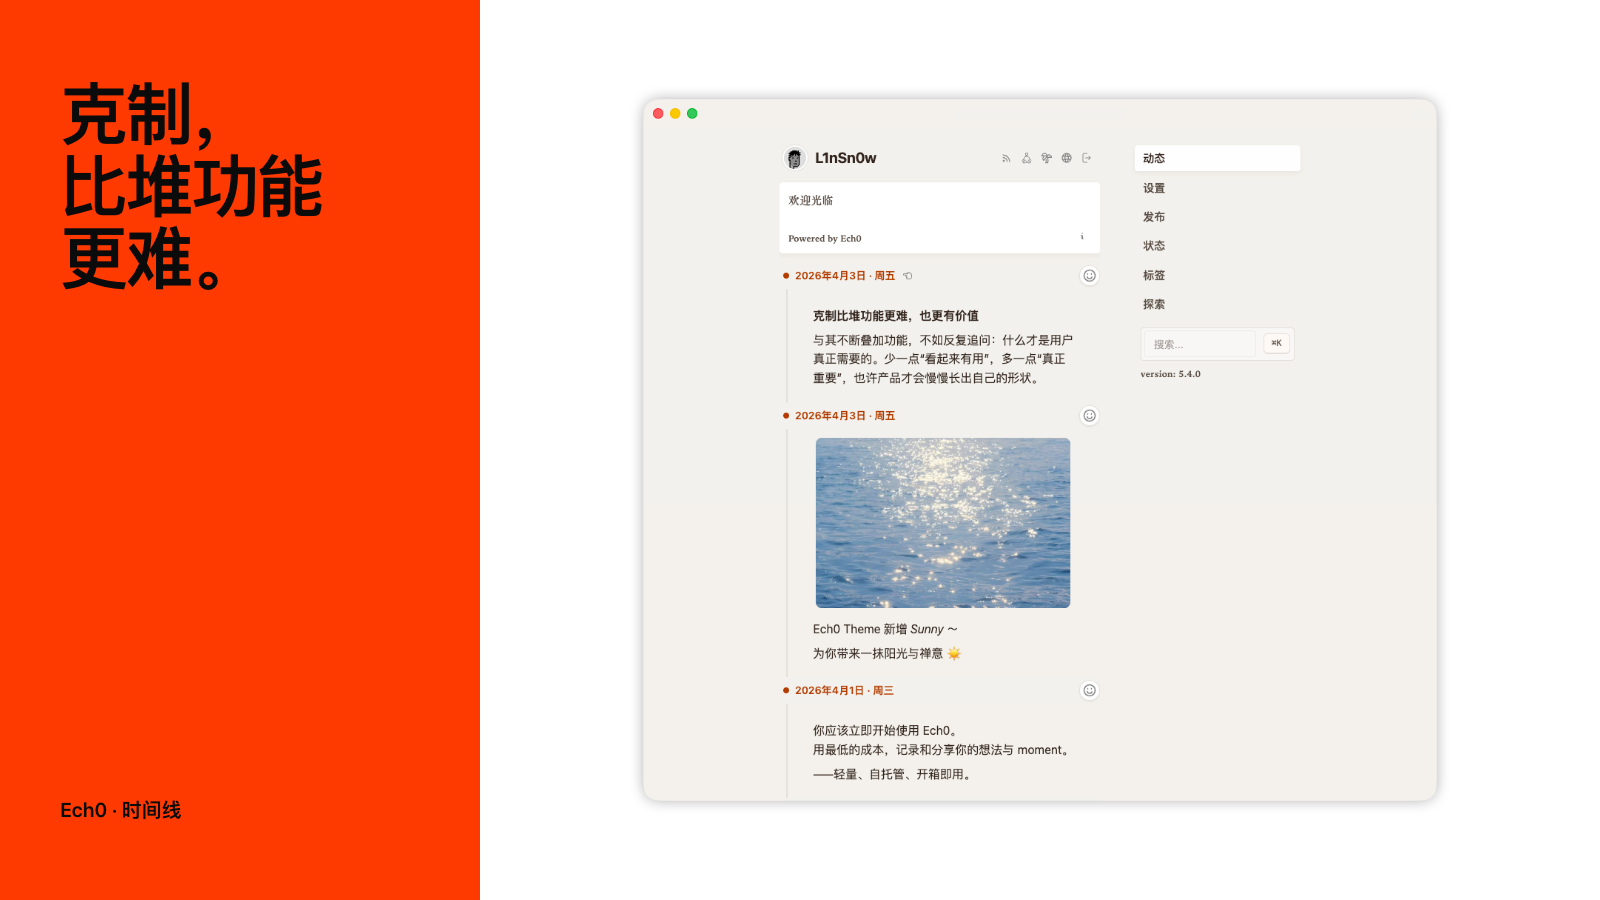 克制，
比堆功能
更难。
Ech0 · 时间线
L1nSn0w
欢迎光临
Powered by Ech0
2026年4月3日 · 周五
克制比堆功能更难，也更有价值
与其不断叠加功能，不如反复追问：什么才是用户
真正需要的。少一点“看起来有用”，多一点“真正
重要”，也许产品才会慢慢长出自己的形状。
2026年4月3日 · 周五
Ech0 Theme 新增 Sunny ～
为你带来一抹阳光与禅意 ☀️
2026年4月1日 · 周三
你应该立即开始使用 Ech0。
用最低的成本，记录和分享你的想法与 moment。
——轻量、自托管、开箱即用。
动态
设置
发布
状态
标签
探索
搜索...
⌘K
version: 5.4.0